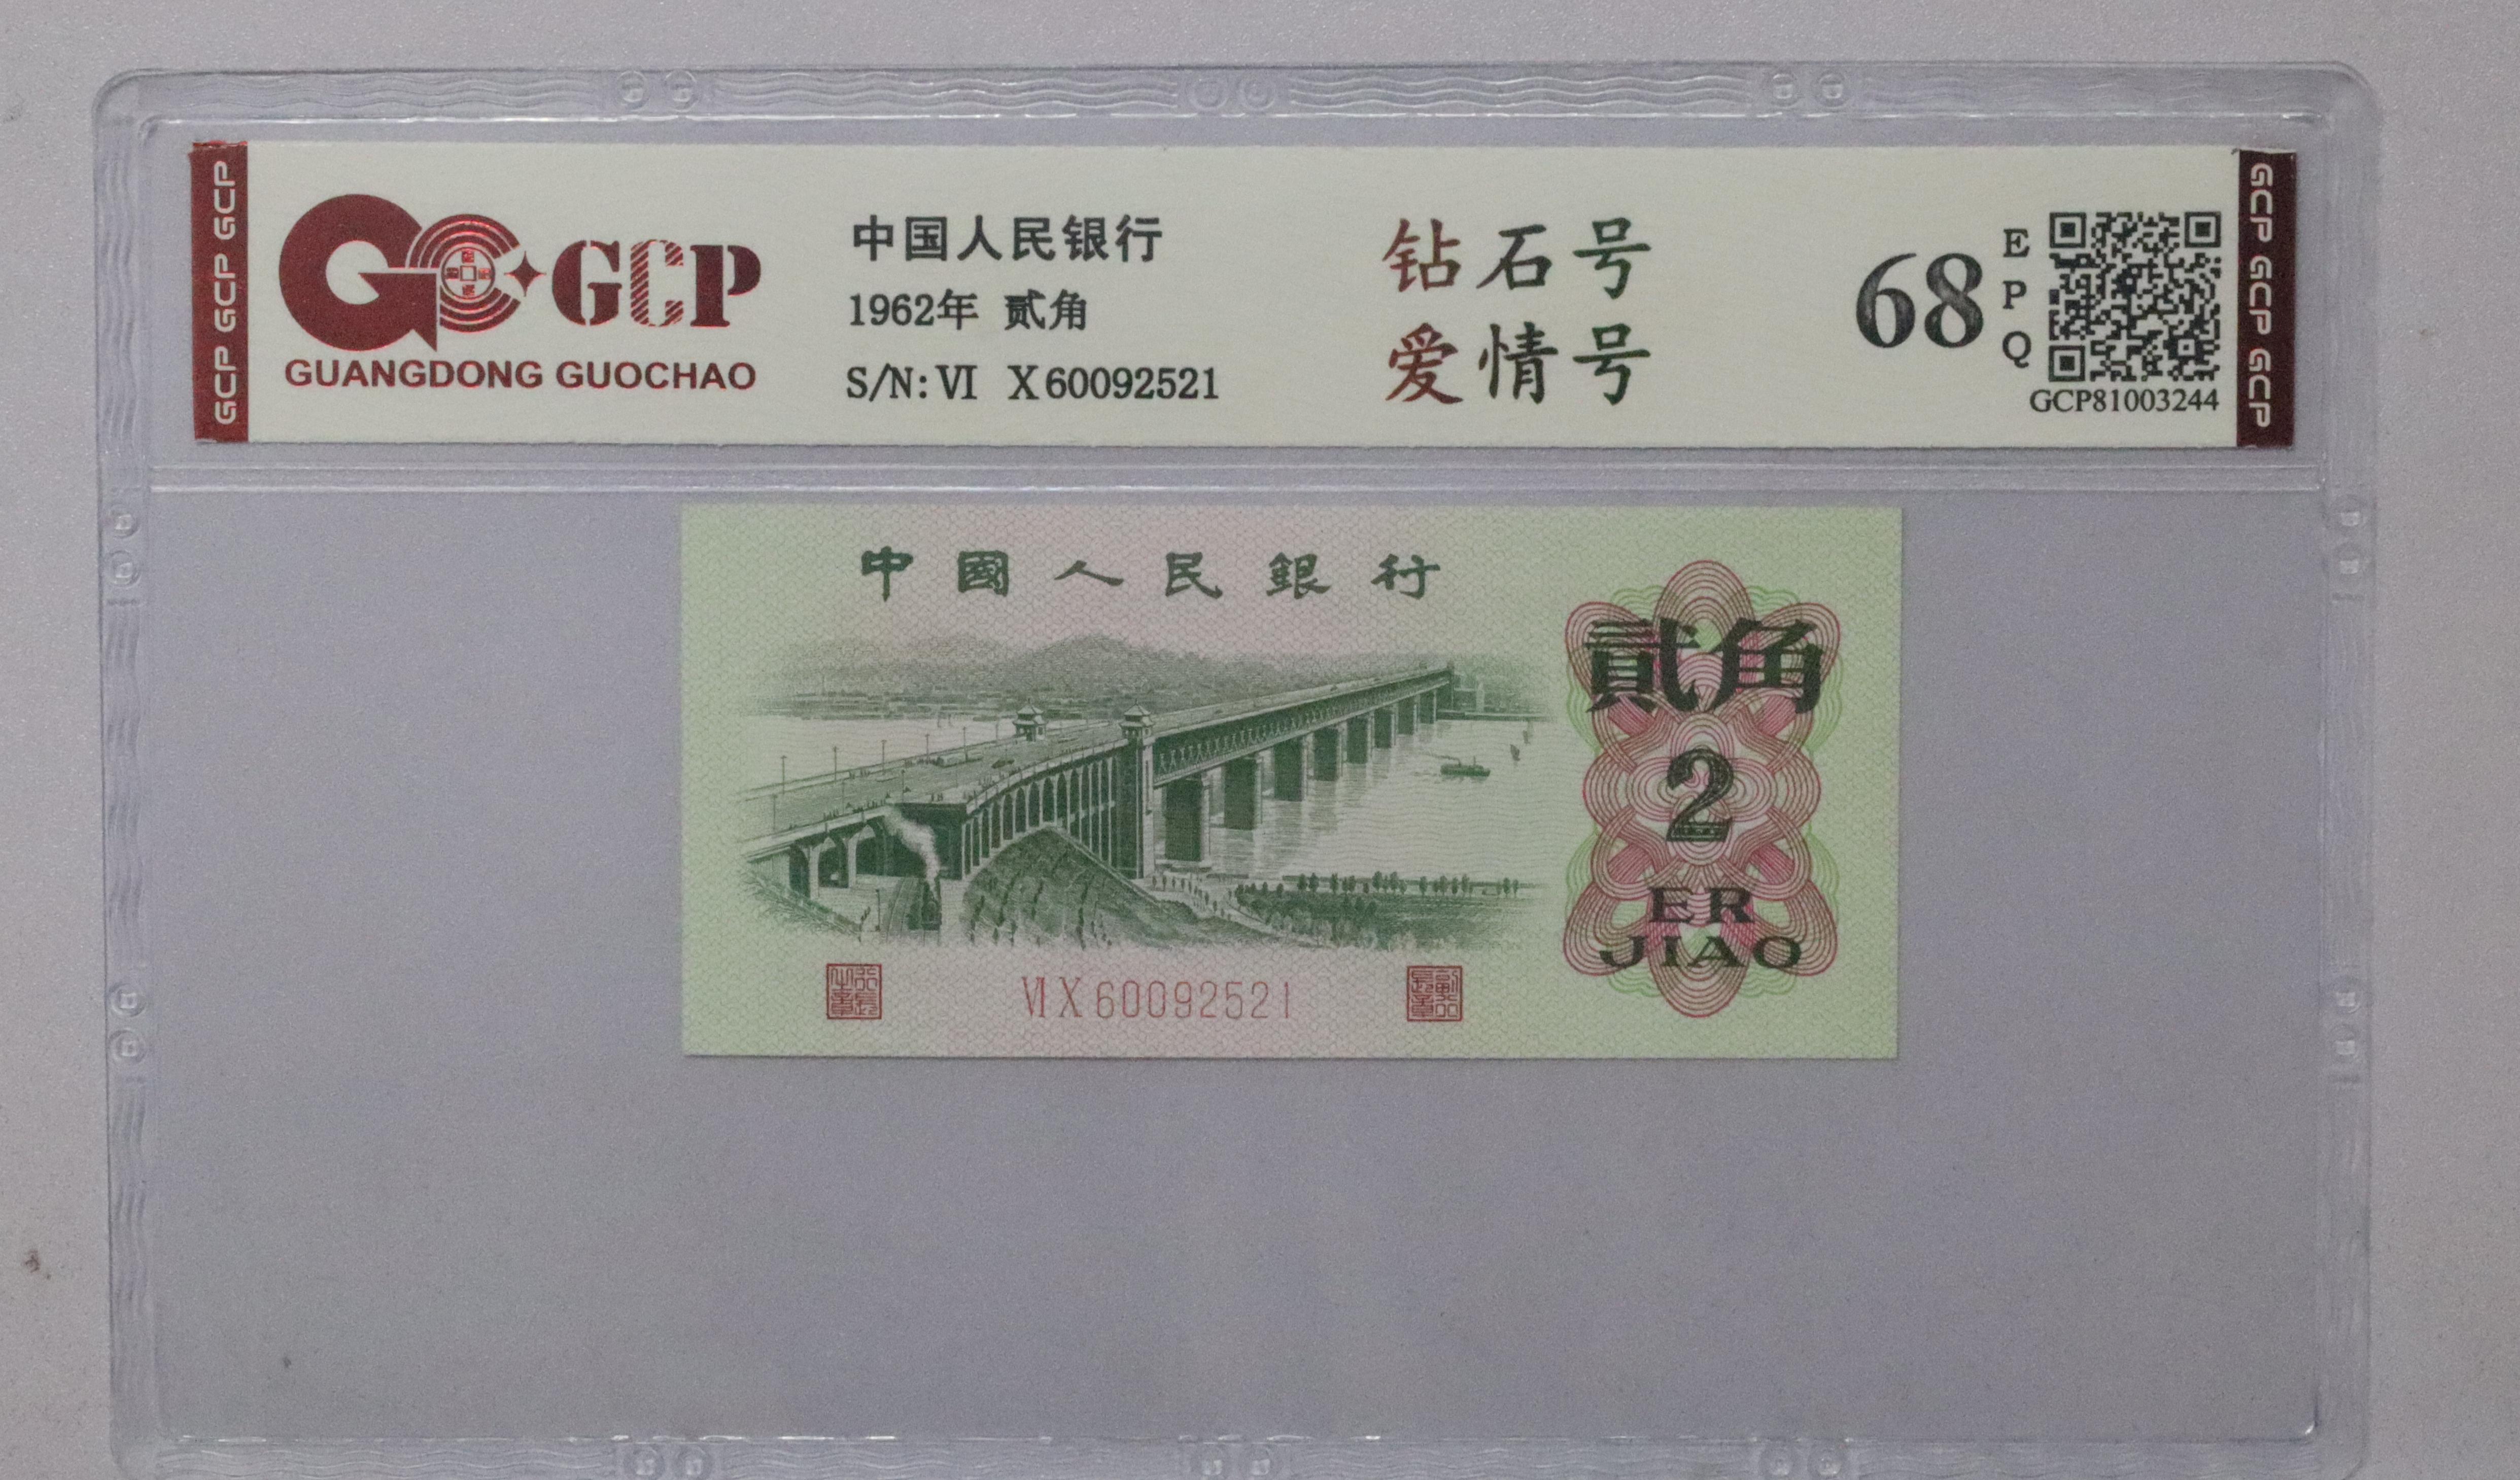 GCP GCP GCP
GCP
GUANGDONG GUOCHAO
中国人民银行
1962年 贰角
S/N: VI X60092521
钻石号
爱情号
68
E
P
Q
GCP81003244
GCP GCP GCP
中國人民銀行
貳角
2
ER
JIAO
VI X 60092521